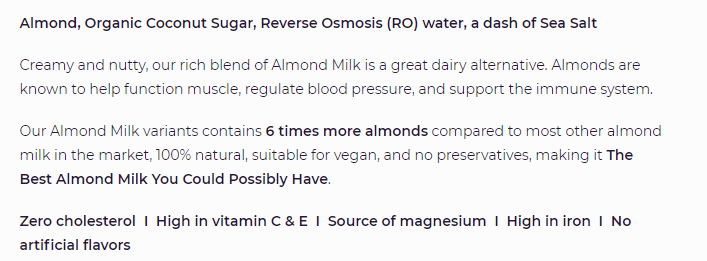 Almond, Organic Coconut Sugar, Reverse Osmosis (RO) water, a dash of Sea Salt
Creamy and nutty, our rich blend of Almond Milk is a great dairy alternative. Almonds are
known to help function muscle, regulate blood pressure, and support the immune system.
Our Almond Milk variants contains 6 times more almonds compared to most other almond
milk in the market, 100% natural, suitable for vegan, and no preservatives, making it The
Best Almond Milk You Could Possibly Have.
Zero cholesterol I High in vitamin C & E I Source of magnesium I High in iron I No
artificial flavors